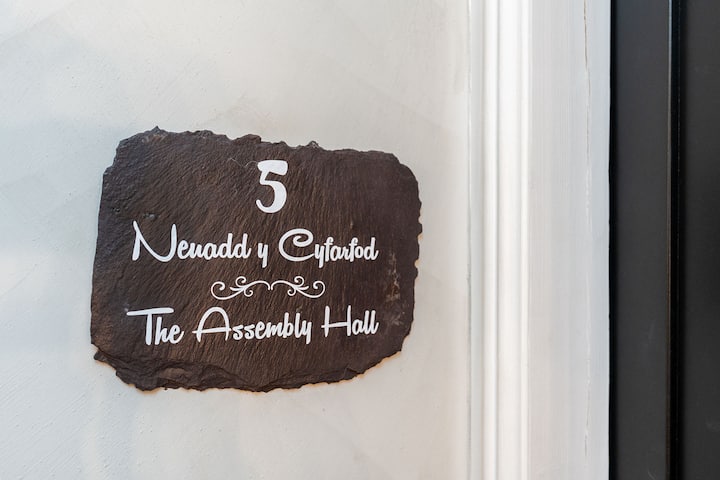 5
Neuadd y Cyfarfod
The Assembly Hall